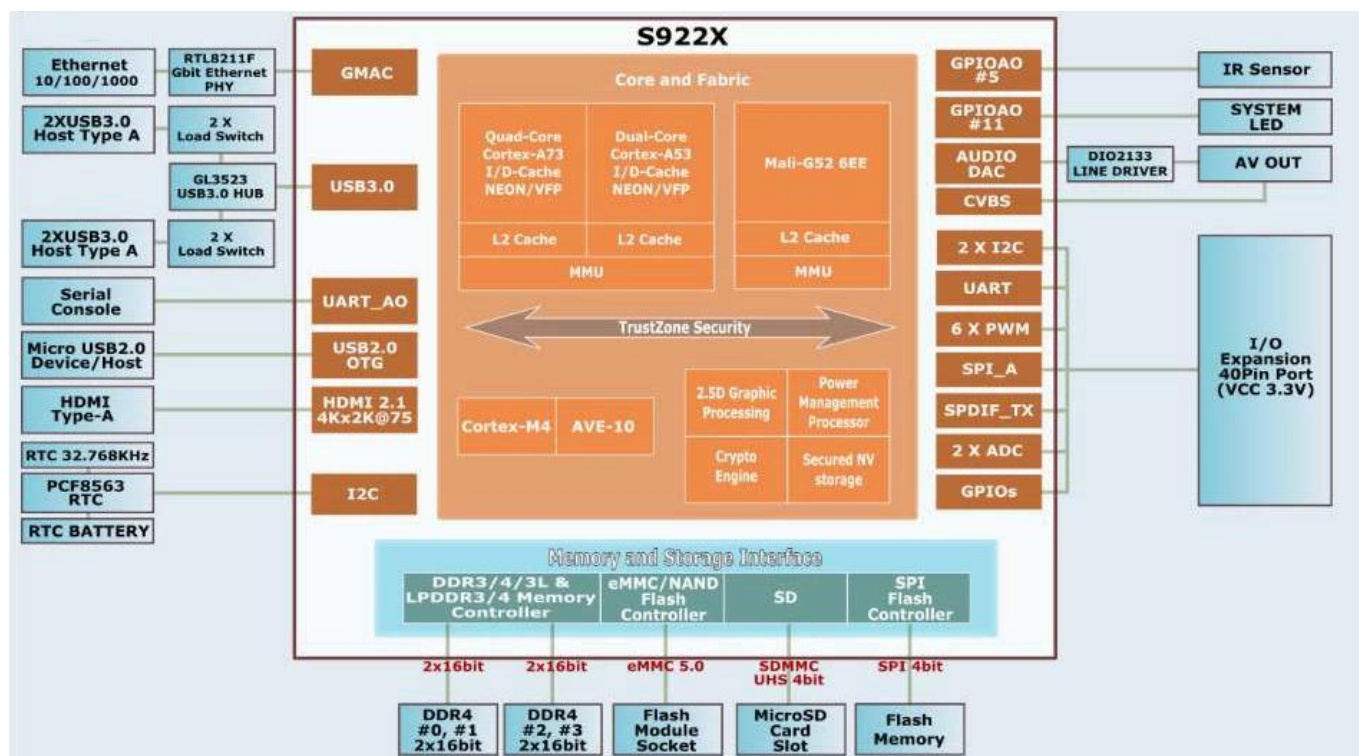 S922X
Ethernet
10/100/1000
RTL8211F
Gbit Ethernet
PHY
GMAC
2XUSB3.0
Host Type A
2 X
Load Switch
GL3523
USB3.0 HUB
USB3.0
2XUSB3.0
Host Type A
2 X
Load Switch
Serial
Console
UART_AO
Micro USB2.0
Device/Host
USB2.0
OTG
HDMI
Type-A
HDMI 2.1
4Kx2K@75
RTC 32.768KHz
PCF8563
RTC
RTC BATTERY
I2C
Core and Fabric
Quad-Core
Cortex-A73
I/D-Cache
NEON/VFP
Dual-Core
Cortex-A53
I/D-Cache
NEON/VFP
Mali-G52 6EE
L2 Cache
L2 Cache
L2 Cache
MMU
MMU
TrustZone Security
Cortex-M4
AVE-10
2.5D Graphic
Processing
Power
Management
Processor
Crypto
Engine
Secured NV
storage
GPIOAO
#5
IR Sensor
GPIOAO
#11
SYSTEM
LED
AUDIO
DAC
DIO2133
LINE DRIVER
AV OUT
CVBS
2 X I2C
UART
6 X PWM
SPI_A
SPDIF_TX
2 X ADC
GPIOs
I/O
Expansion
40Pin Port
(VCC 3.3V)
Memory and Storage Interface
DDR3/4/3L &
LPDDR3/4 Memory
Controller
eMMC/NAND
Flash
Controller
SD
SPI
Flash
Controller
2x16bit
2x16bit
eMMC 5.0
SDMMC
UHS 4bit
SPI 4bit
DDR4
#0, #1
2x16bit
DDR4
#2, #3
2x16bit
Flash
Module
Socket
MicroSD
Card
Slot
Flash
Memory